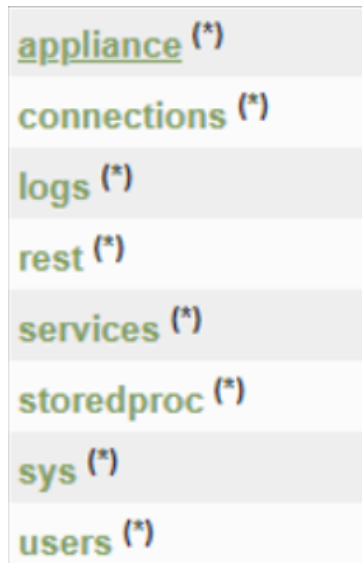 appliance (*)
connections (*)
logs (*)
rest (*)
services (*)
storedproc (*)
sys (*)
users (*)